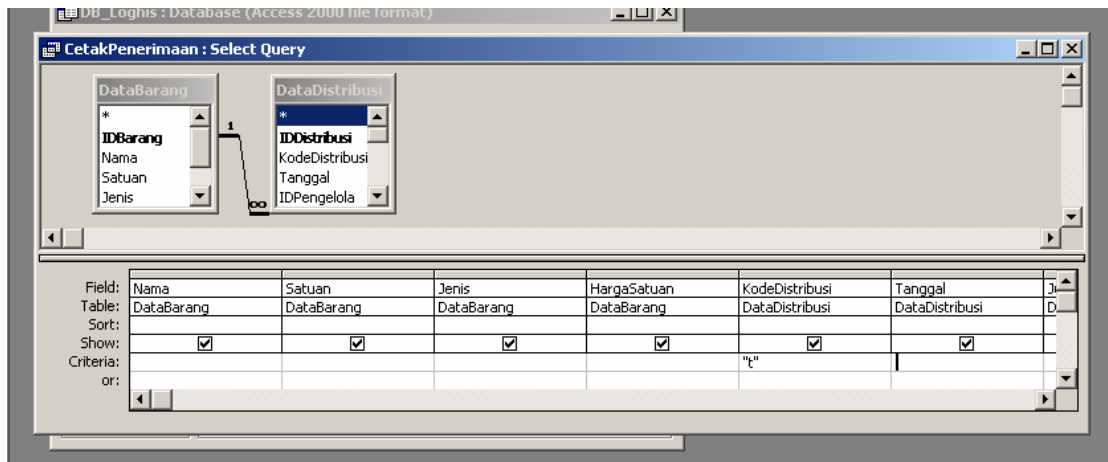 DB_Loghis : Database (Access 2000 file format)
CetakPenerimaan : Select Query
DataBarang
*
IDBarang
Nama
Satuan
Jenis
1
∞
DataDistribusi
*
IDDistribusi
KodeDistribusi
Tanggal
IDPengelola
Field: Nama Satuan Jenis HargaSatuan KodeDistribusi Tanggal
Table: DataBarang DataBarang DataBarang DataBarang DataDistribusi DataDistribusi
Sort:
Show:
Criteria: "t"
or: